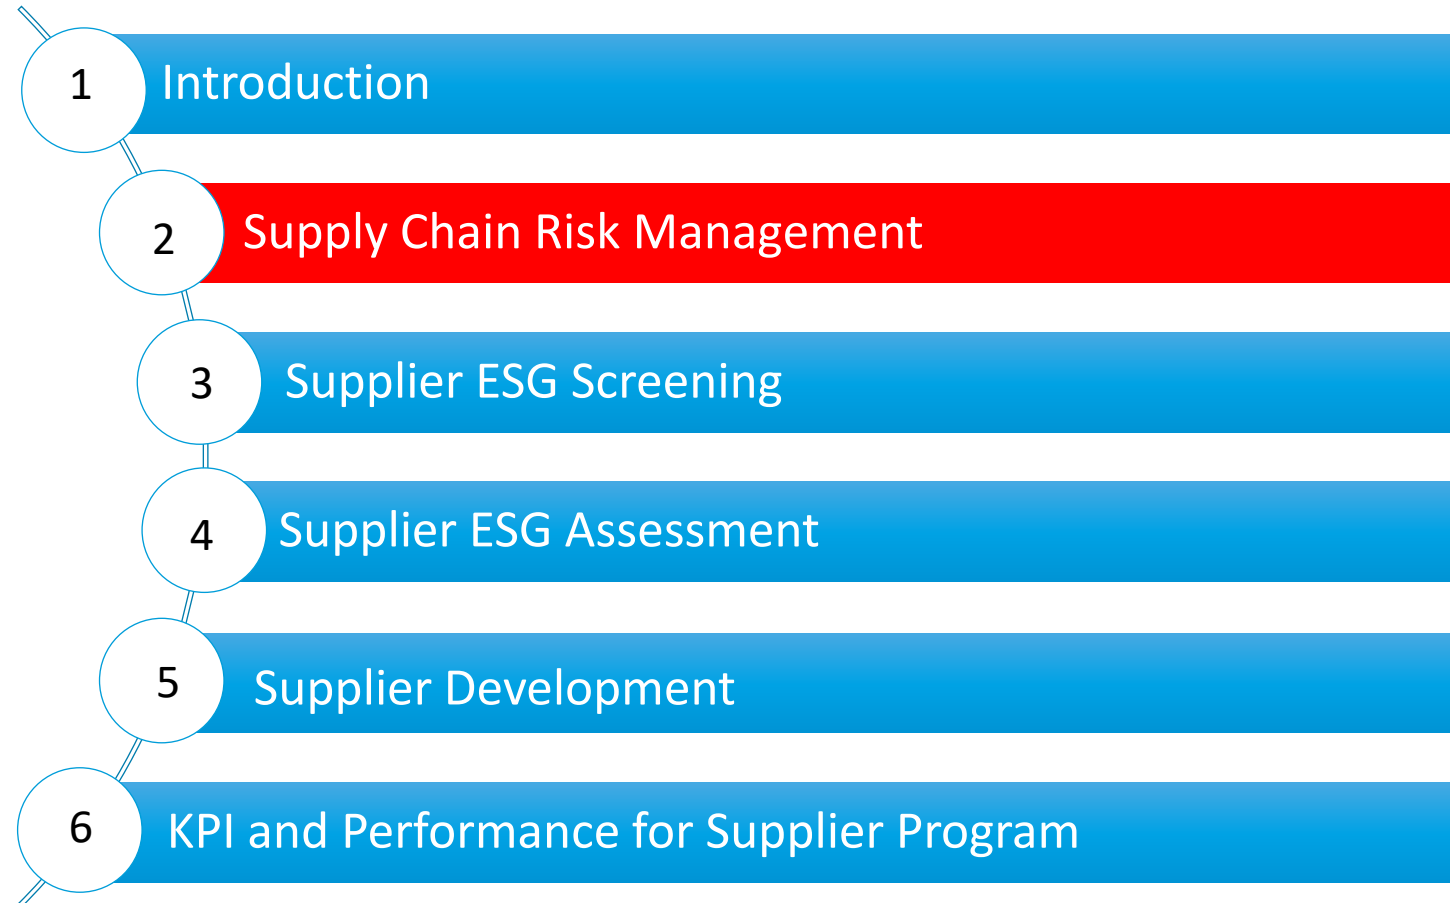 1 Introduction
2 Supply Chain Risk Management
3 Supplier ESG Screening
4 Supplier ESG Assessment
5 Supplier Development
6 KPI and Performance for Supplier Program